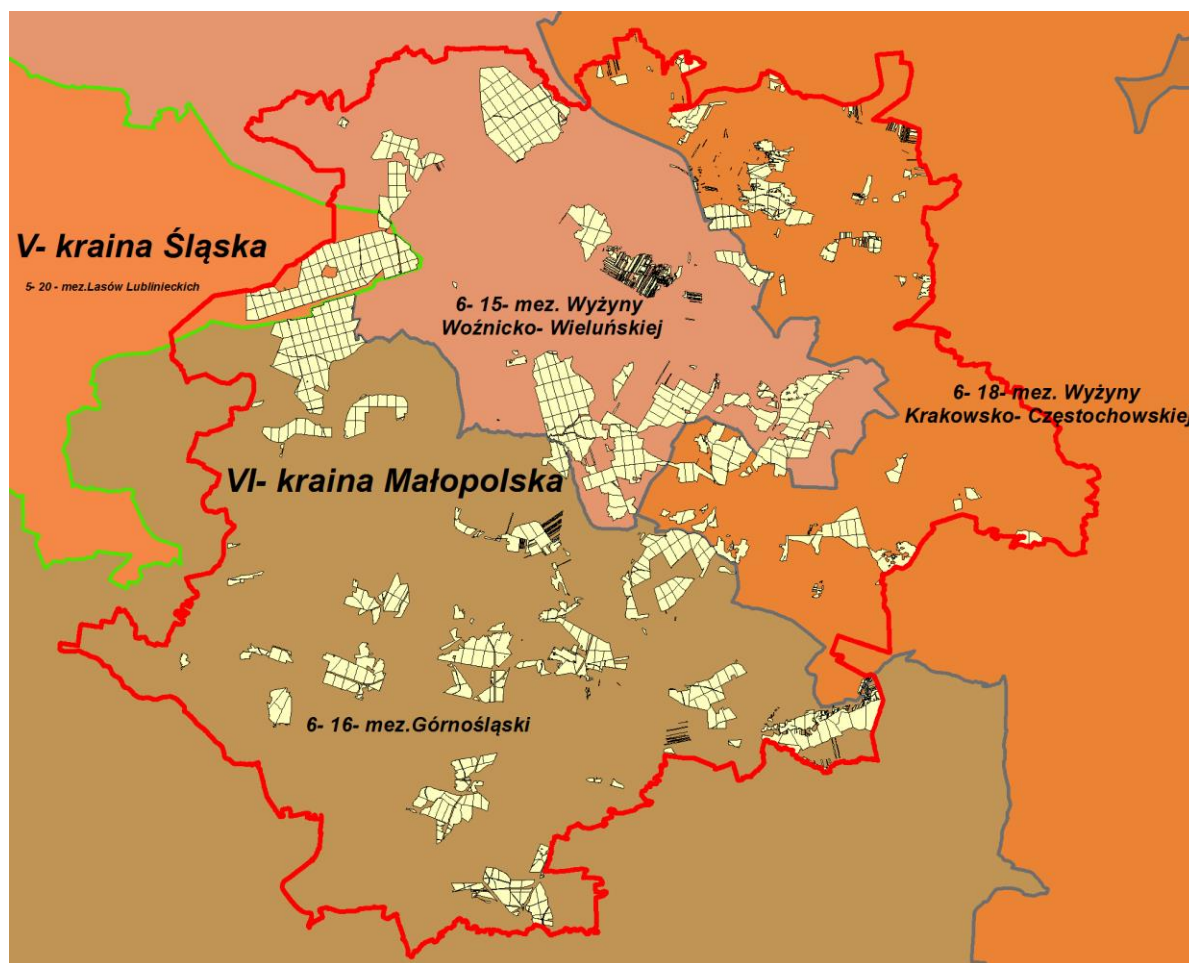 V- kraina Śląska
5- 20 - mez.Lasów Lublinieckich
6- 15- mez. Wyżyny
Woźnicko- Wieluńskiej
6- 18- mez. Wyżyny
Krakowsko- Częstochowskiej
VI- kraina Małopolska
6- 16- mez.Górnośląski